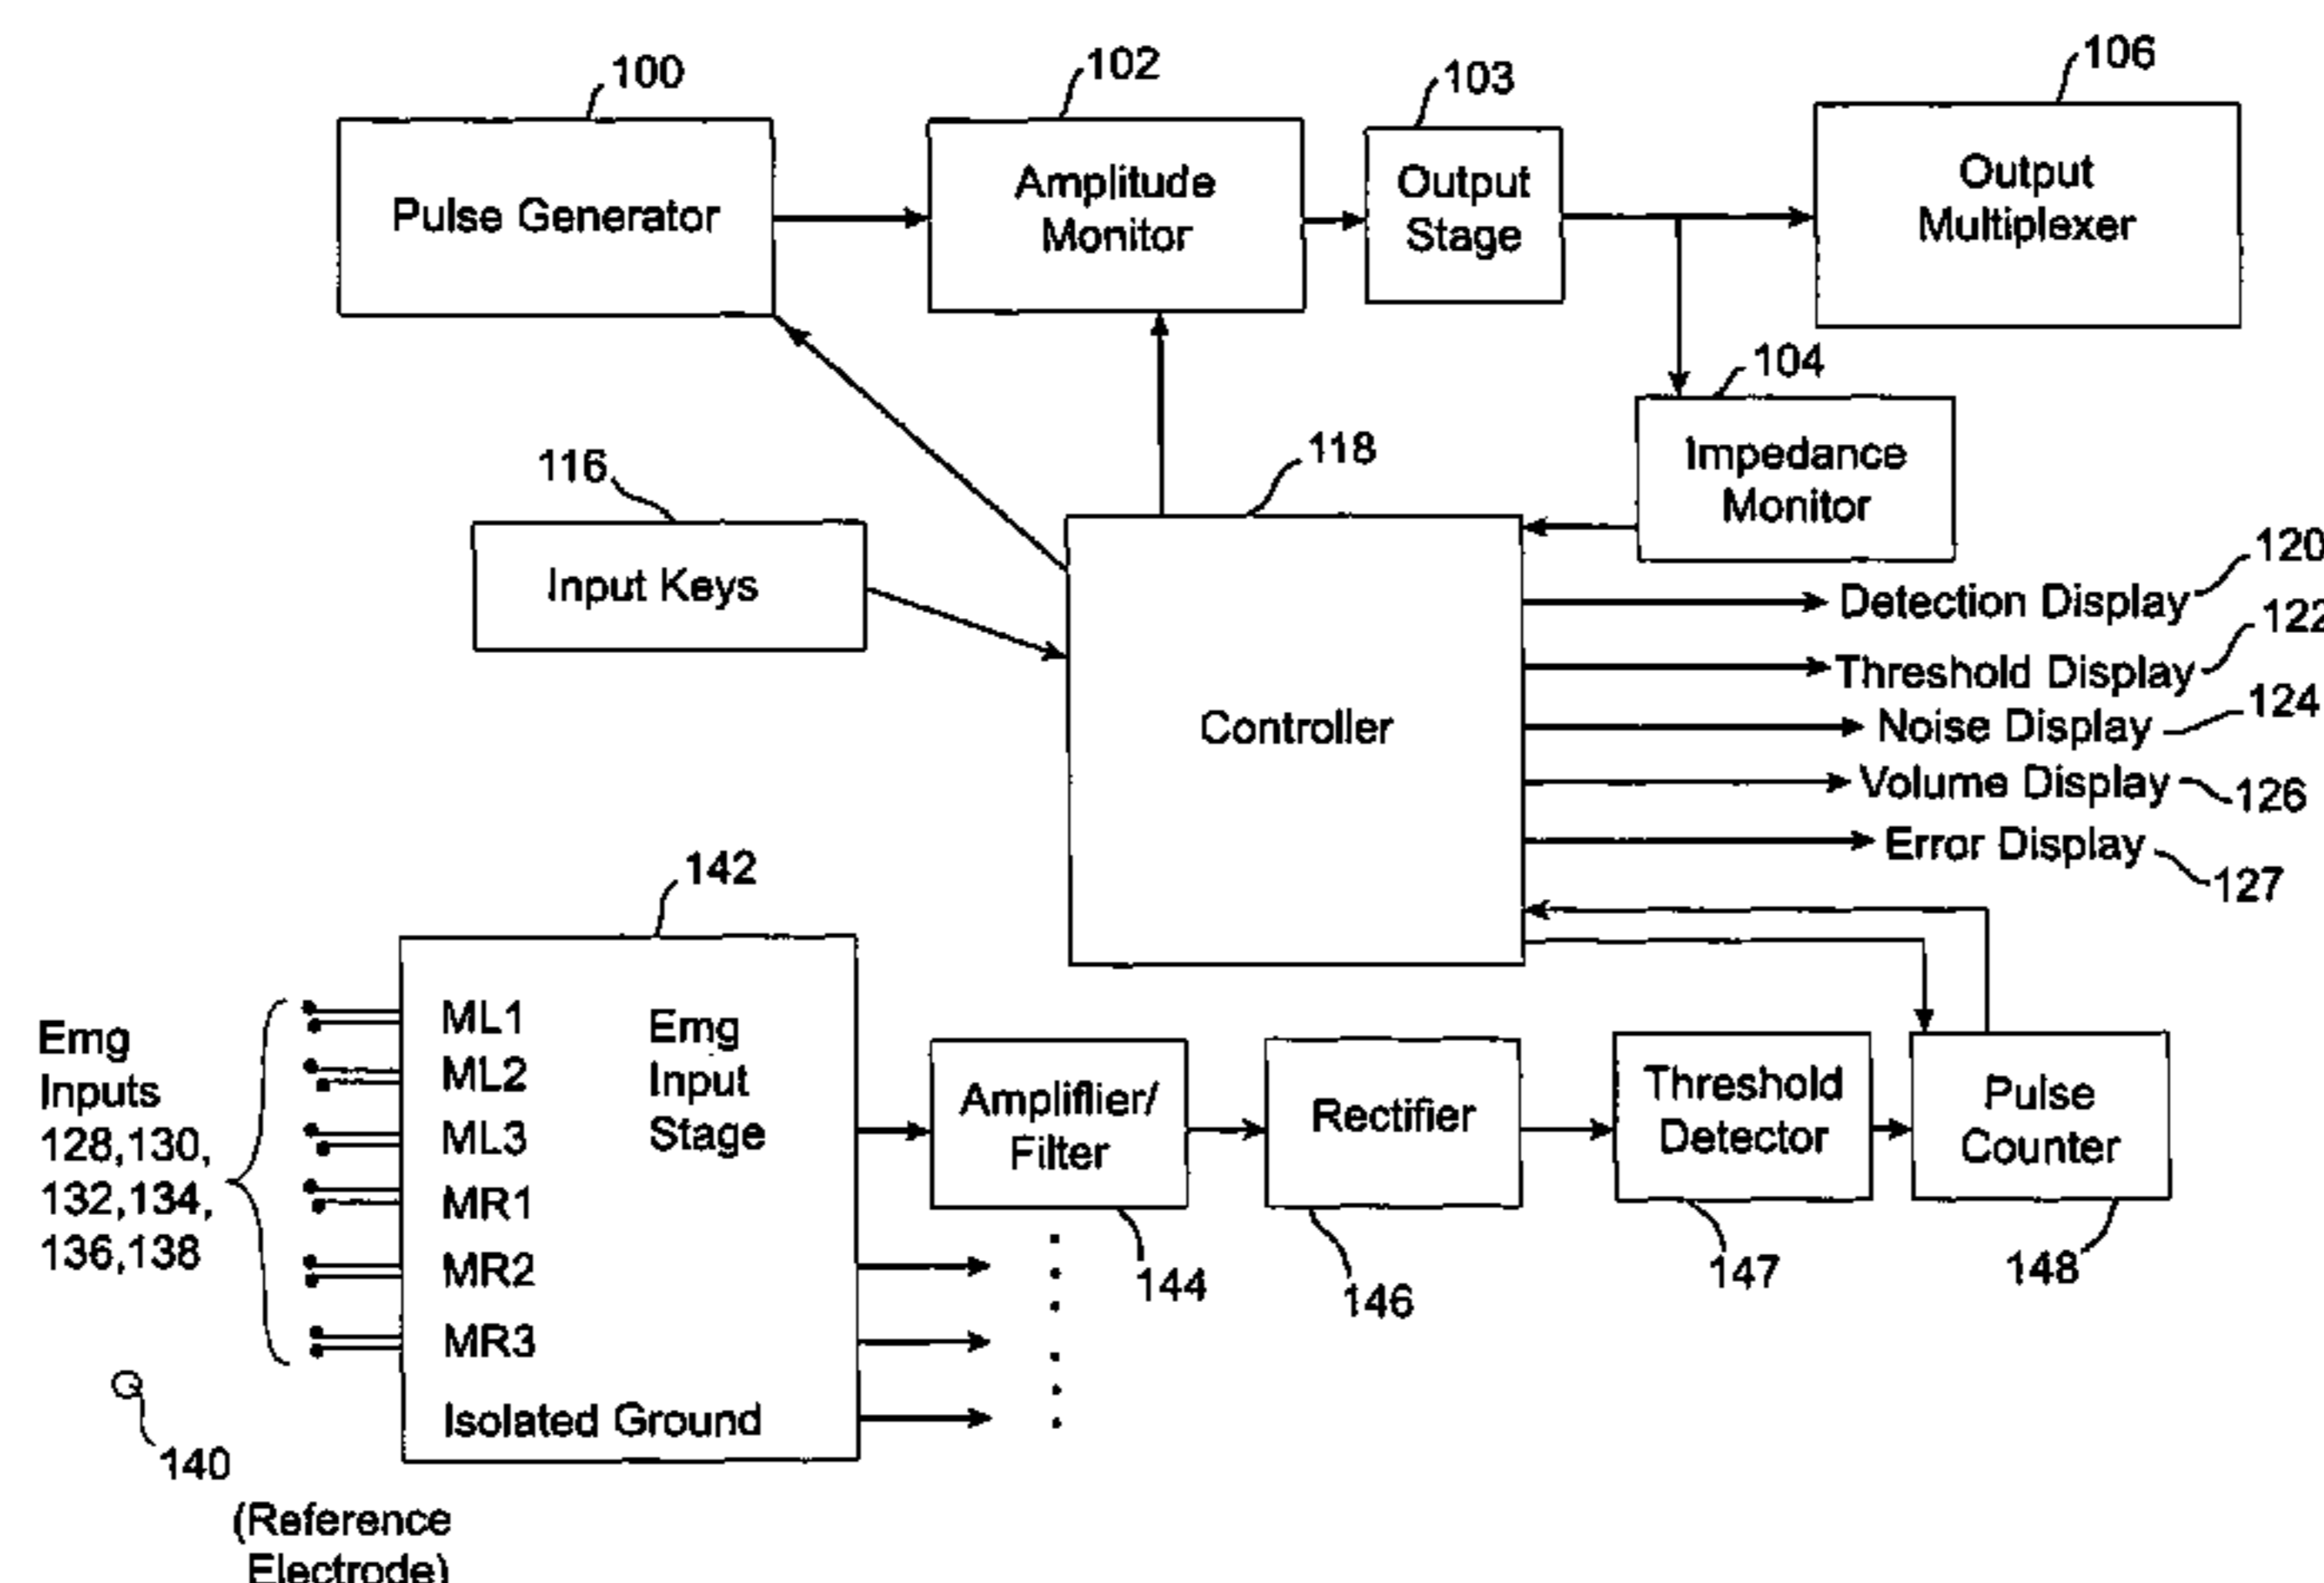 100
102
103
106
Pulse Generator
Amplitude
Monitor
Output
Stage
Output
Multiplexer
104
Impedance
Monitor
116
118
Input Keys
Controller
120
Detection Display
122
Threshold Display
124
Noise Display
Volume Display
126
Error Display
127
142
Emg
Inputs
128,130,
132,134,
136,138
ML1
ML2
ML3
MR1
MR2
MR3
Isolated Ground
Emg
Input
Stage
Ampliflier/
Filter
Rectifier
Threshold
Detector
Pulse
Counter
144
146
147
148
140
(Reference
Electrode)